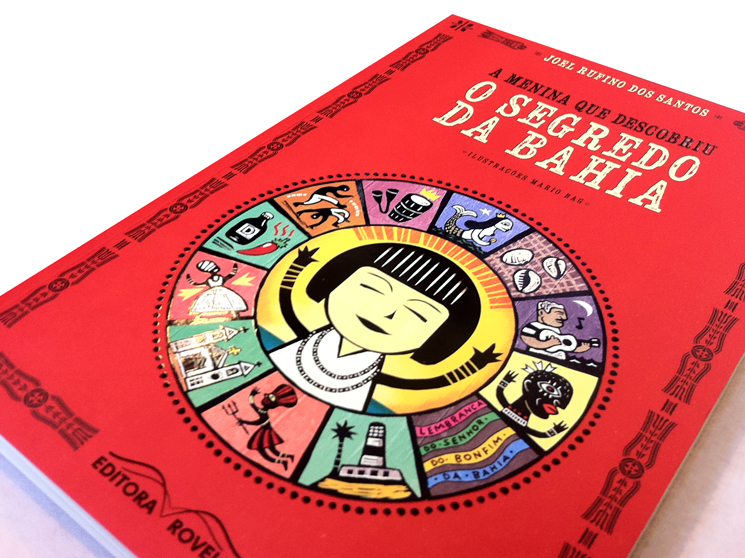 JOEL RUFINO DOS SANTOS
A MENINA QUE DESCOBRIU
O SEGREDO
DA BAHIA
ILUSTRAÇÕES MARIO BAG
LEMBRANÇA
DO SENHOR
DO BONFIM
DA BAHIA
EDITORA ROVEL